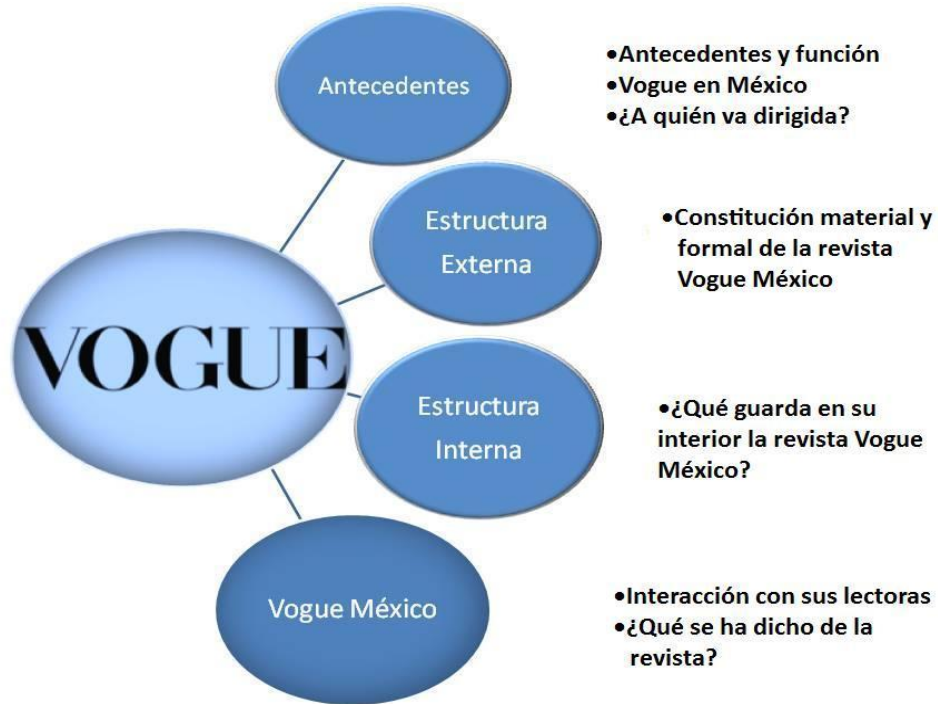 Antecedentes
•Antecedentes y función
•Vogue en México
•¿A quién va dirigida?
Estructura
Externa
•Constitución material y
formal de la revista
Vogue México
VOGUE
Estructura
Interna
•¿Qué guarda en su
interior la revista Vogue
México?
Vogue México
•Interacción con sus lectoras
•¿Qué se ha dicho de la
revista?